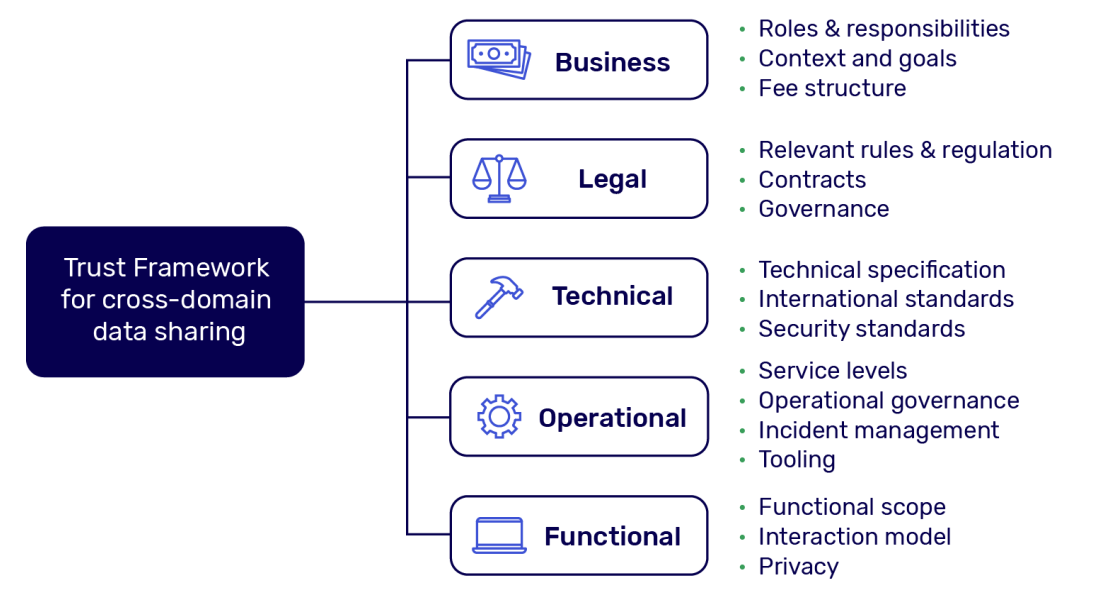 Trust Framework
for cross-domain
data sharing
Business
• Roles & responsibilities
• Context and goals
• Fee structure
Legal
• Relevant rules & regulation
• Contracts
• Governance
Technical
• Technical specification
• International standards
• Security standards
Operational
• Service levels
• Operational governance
• Incident management
• Tooling
Functional
• Functional scope
• Interaction model
• Privacy